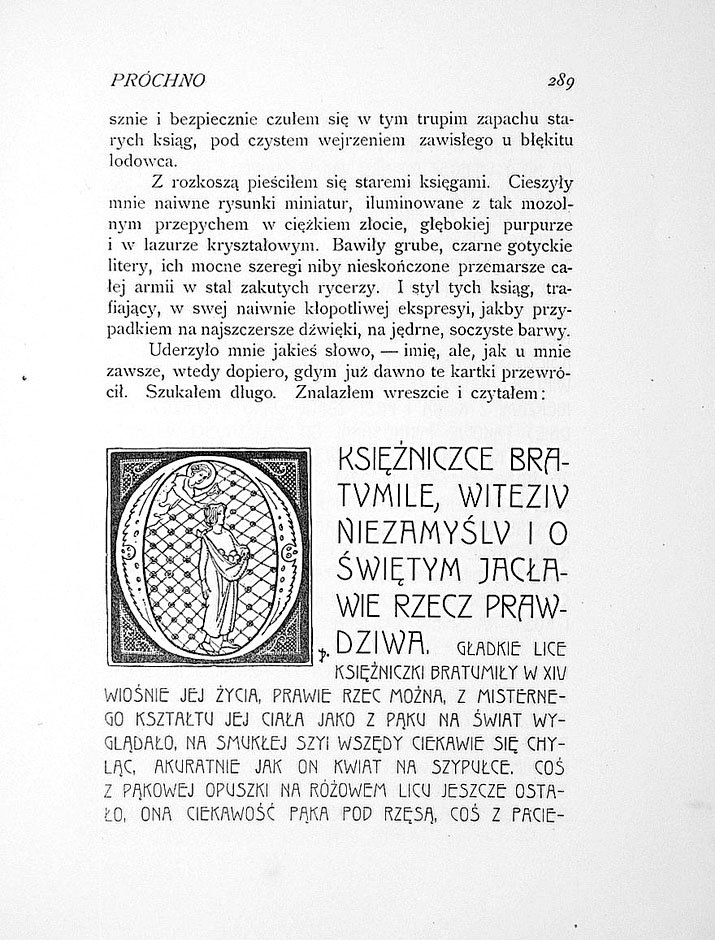 PRÓCHNO 289
sznie i bezpiecznie czułem się w tym trupim zapachu sta-
rych ksiąg, pod czystem wejrzeniem zawisłego u błękitu
lodowca.
Z rozkoszą pieściłem się staremi księgami. Cieszyły
mnie naiwne rysunki miniatur, iluminowane z tak mozol-
nym przepychem w ciężkiem złocie, głębokiej purpurze
i w lazurze kryształowym. Bawiły grube, czarne gotyckie
litery, ich mocne szeregi niby nieskończone przemarsze ca-
łej armii w stal zakutych rycerzy. I styl tych ksiąg, tra-
fiający, w swej naiwnie kłopotliwej ekspresyi, jakby przy-
padkiem na najszczersze dźwięki, na jędrne, soczyste barwy.
Uderzyło mnie jakieś słowo, — imię, ale, jak u mnie
zawsze, wtedy dopiero, gdym już dawno te kartki przewró-
cił. Szukałem długo. Znalazłem wreszcie i czytałem:
O KSIĘŻNICZCE BRA-
TVMILE, WITEZIV
NIEZAMYŚLV I O
ŚWIĘTYM JACŁA-
WIE RZECZ PRAW-
DZIWA. GŁADKIE LICE
KSIĘŻNICZKI BRATUMIŁY W XIV
WIOŚNIE JEJ ŻYCIA, PRAWIE RZEC MOŻNA, Z MISTERNE-
GO KSZTAŁTU JEJ CIAŁA JAKO Z PĄKU NA ŚWIAT WY-
GLĄDAŁO, NA SMUKŁEJ SZYI WSZĘDY CIEKAWIE SIĘ CHY-
LĄC, AKURATNIE JAK ON KWIAT NA SZYPUŁCE. COŚ
Z PĄKOWEJ OPUSZKI NA RÓŻOWEM LICU JESZCZE OSTA-
ŁO, ONA CIEKAWOŚĆ PĄKA POD RZĘSĄ, COŚ Z PACIE-